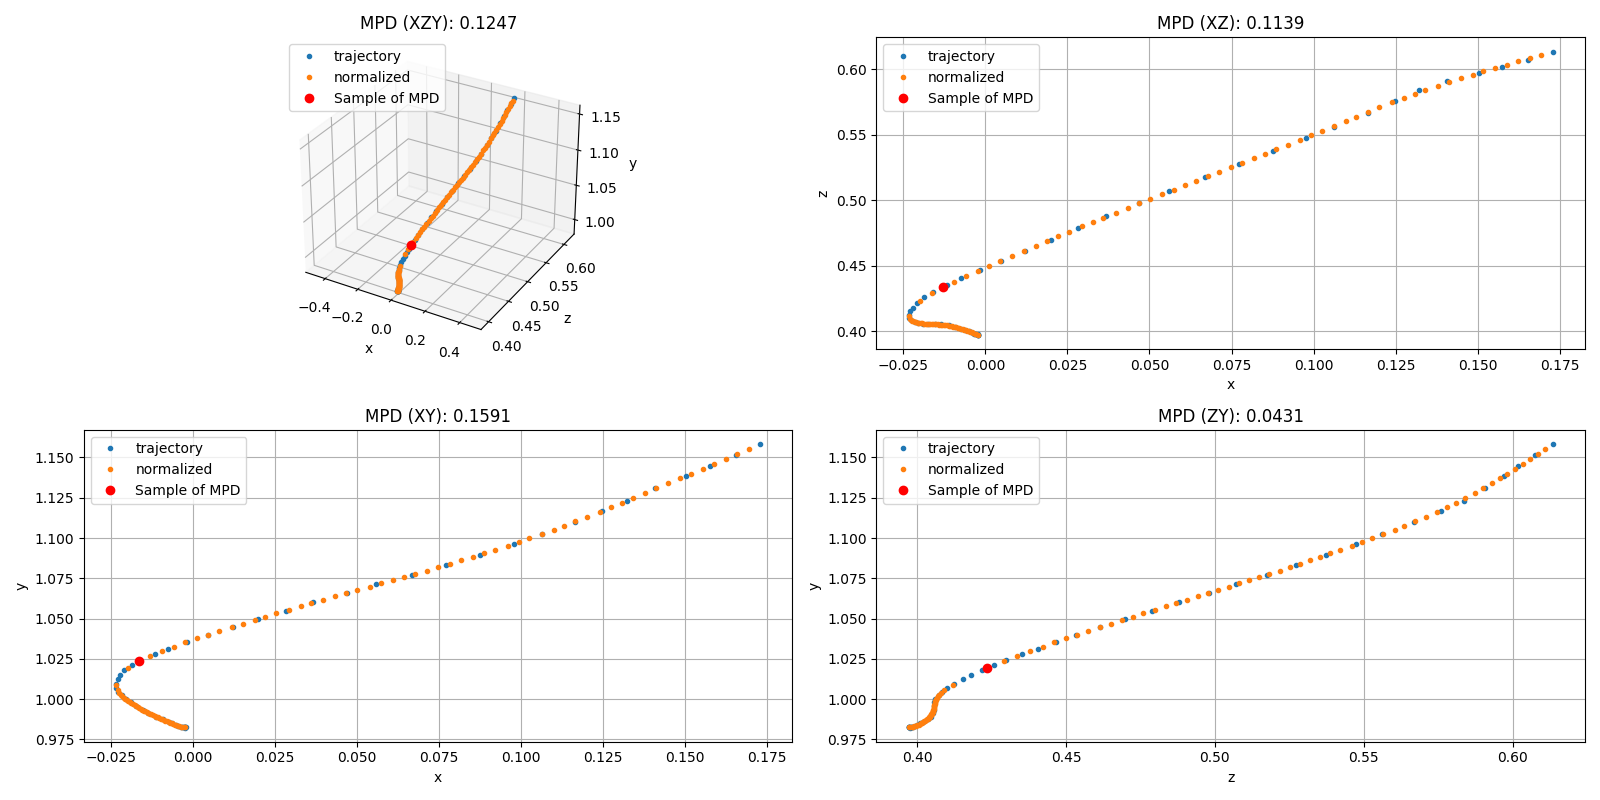 MPD (XZY): 0.1247
trajectory
normalized
Sample of MPD
1.15
1.10
1.05
1.00
y
0.60
0.55
0.50
0.45
0.40
z
−0.4
−0.2
0.0
0.2
0.4
x
MPD (XZ): 0.1139
trajectory
normalized
Sample of MPD
0.60
0.55
0.50
0.45
0.40
z
−0.025 0.000 0.025 0.050 0.075 0.100 0.125 0.150 0.175
x
MPD (XY): 0.1591
trajectory
normalized
Sample of MPD
1.150
1.125
1.100
1.075
1.050
1.025
1.000
0.975
y
−0.025 0.000 0.025 0.050 0.075 0.100 0.125 0.150 0.175
x
MPD (ZY): 0.0431
trajectory
normalized
Sample of MPD
1.150
1.125
1.100
1.075
1.050
1.025
1.000
0.975
y
0.40 0.45 0.50 0.55 0.60
z